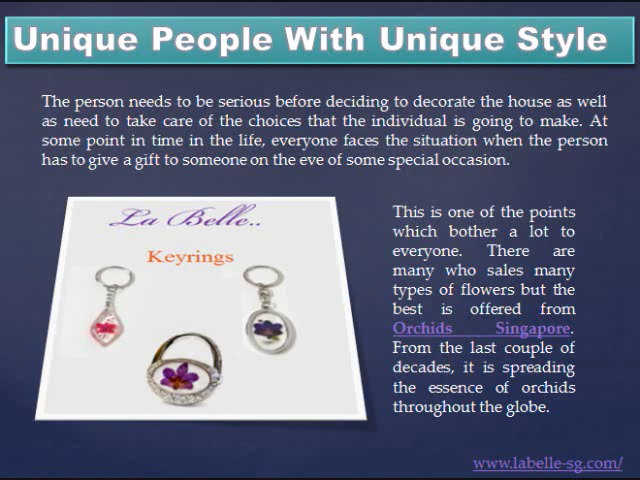 Unique People With Unique Style
The person needs to be serious before deciding to decorate the house as well
as need to take care of the choices that the individual is going to make. At
some point in time in the life, everyone faces the situation when the person
has to give a gift to someone on the eve of some special occasion.
La Belle..
Keyrings
This is one of the points
which bother a lot to
everyone. There are
many who sales many
types of flowers but the
best is offered from
Orchids Singapore.
From the last couple of
decades, it is spreading
the essence of orchids
throughout the globe.
www.labelle-sg.com/